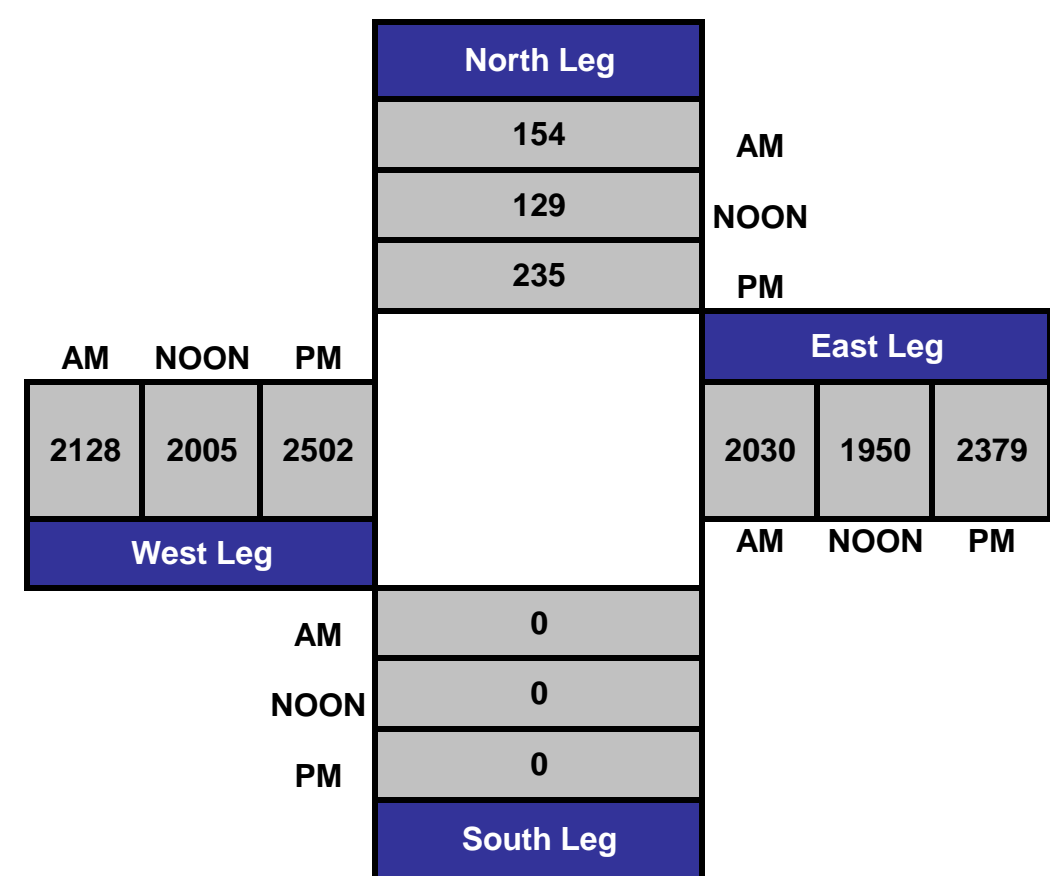 North Leg
154 AM
129 NOON
235 PM
East Leg
AM NOON PM
2128 2005 2502
2030 1950 2379
West Leg
AM NOON PM
AM 0
NOON 0
PM 0
South Leg